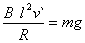 B l²v' / R = mg